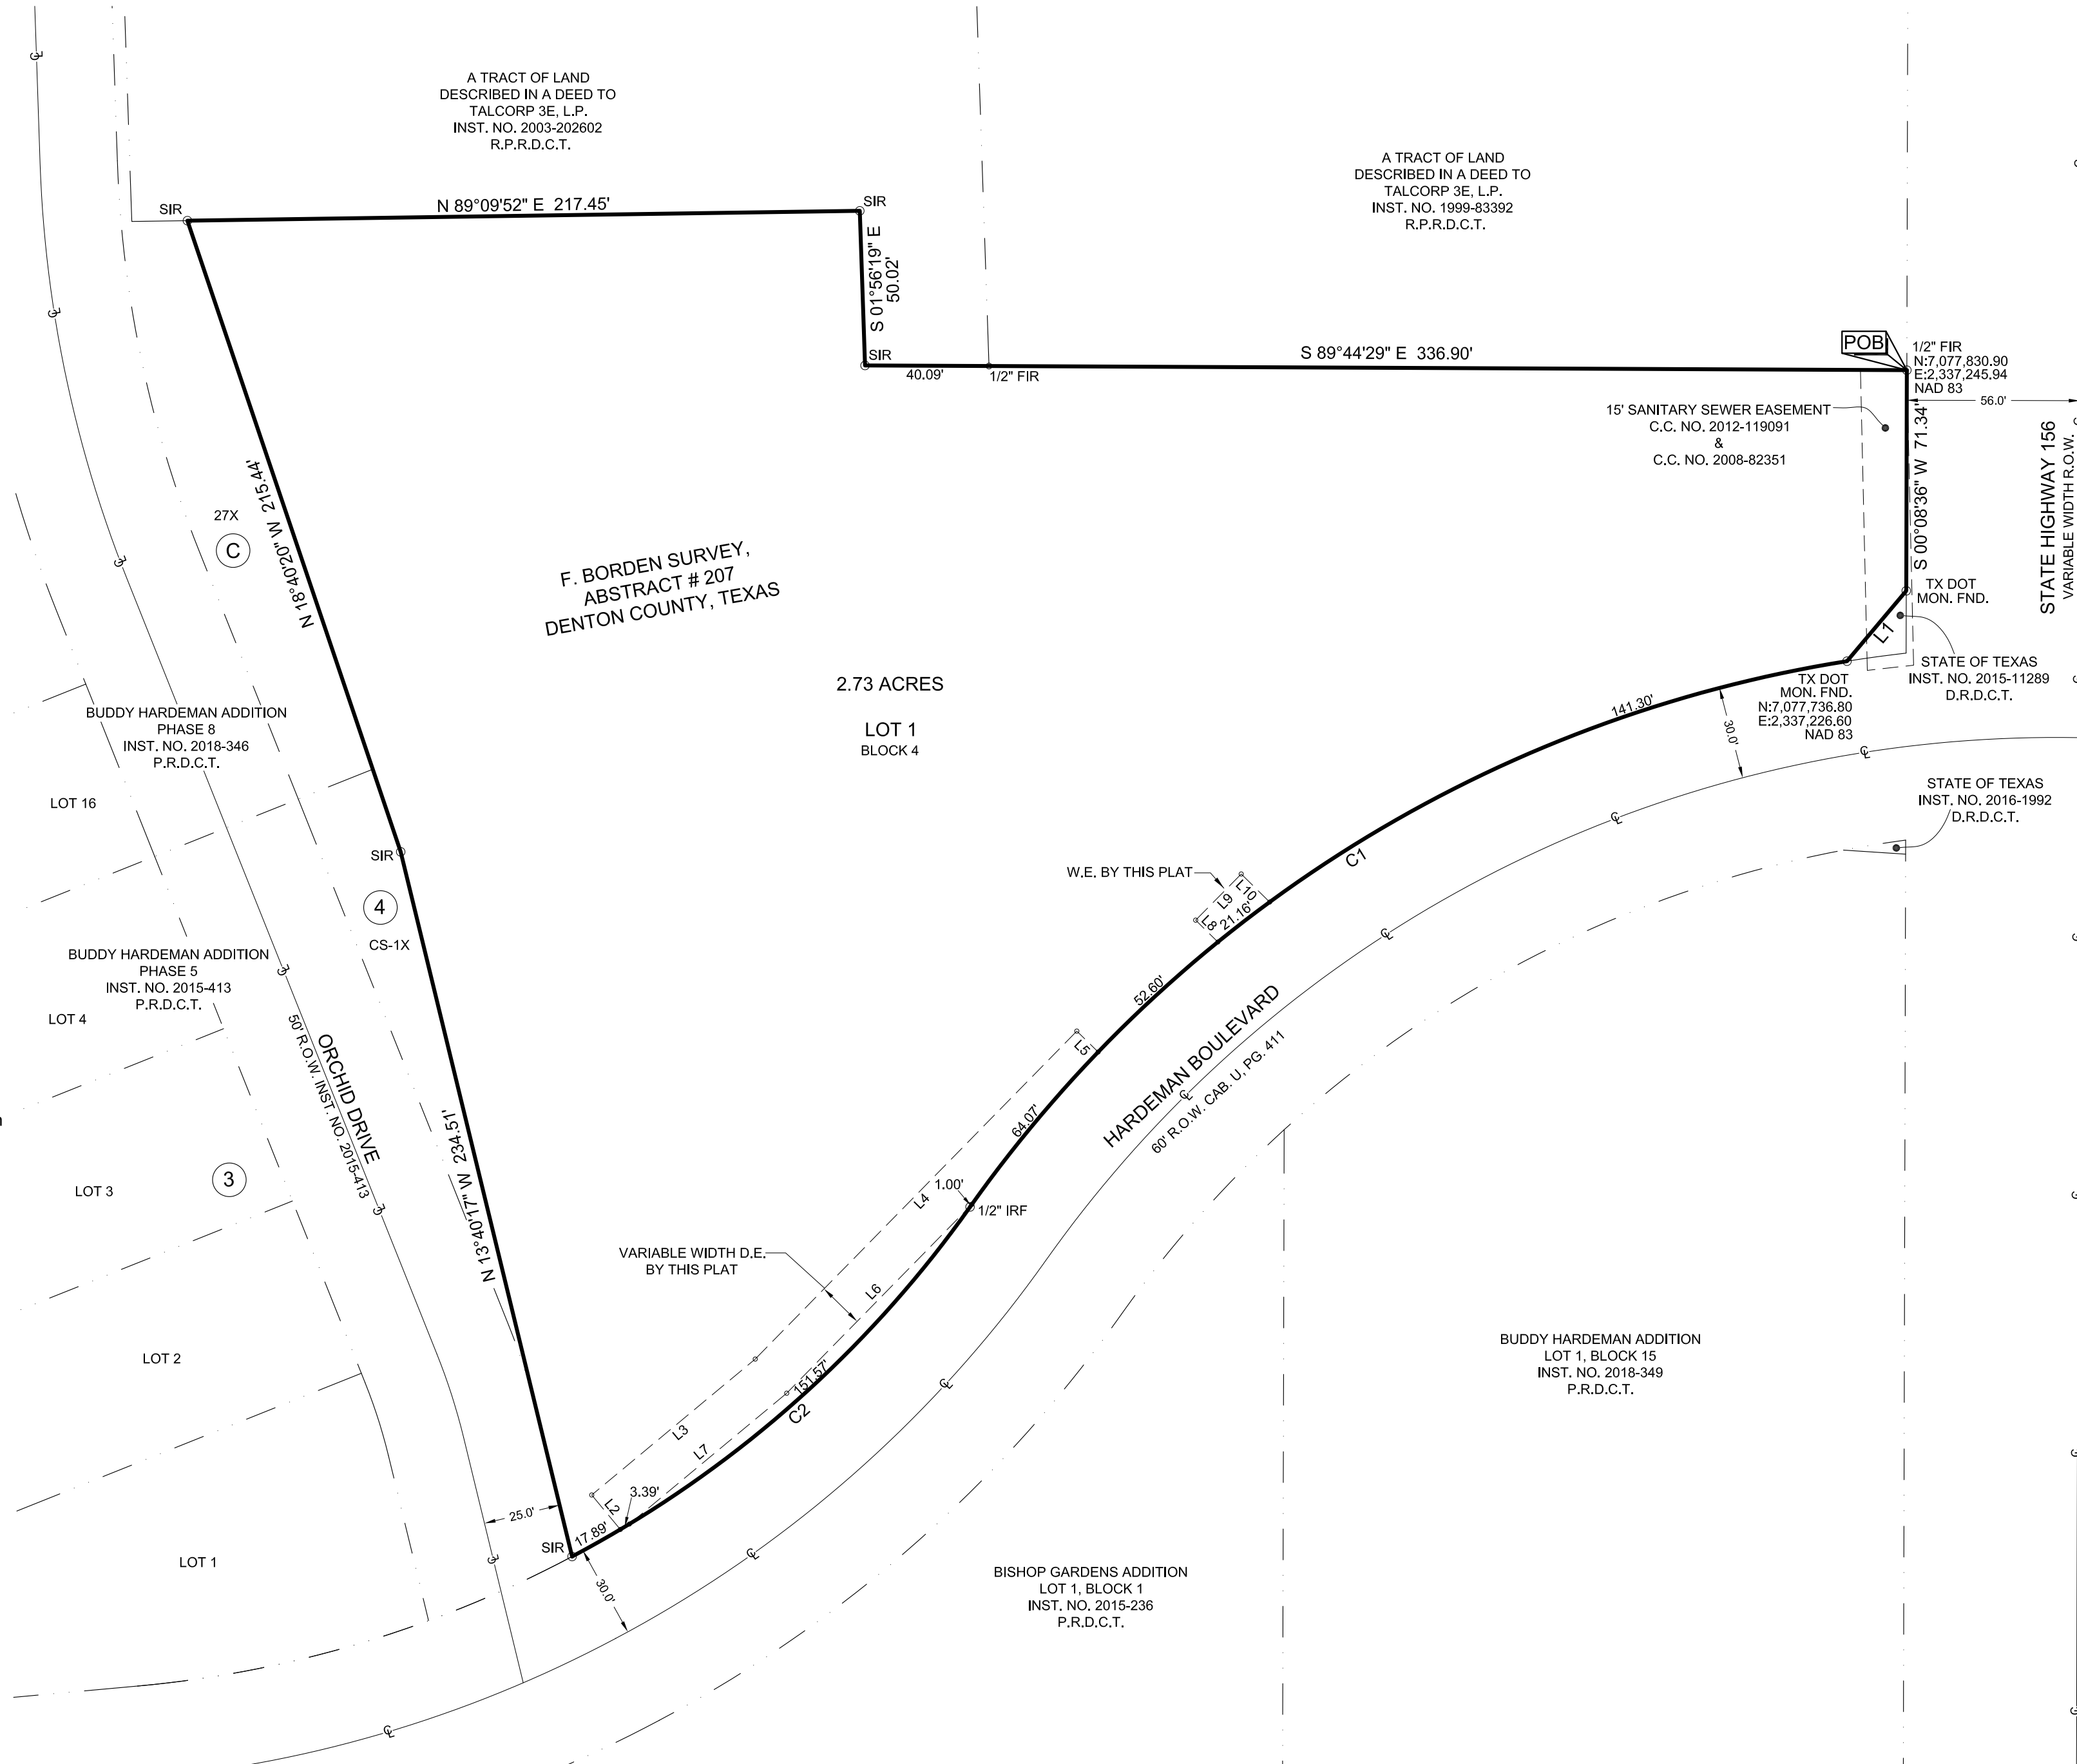 A TRACT OF LAND
DESCRIBED IN A DEED TO
TALCORP 3E, L.P.
INST. NO. 2003-202602
R.P.R.D.C.T.
A TRACT OF LAND
DESCRIBED IN A DEED TO
TALCORP 3E, L.P.
INST. NO. 1999-83392
R.P.R.D.C.T.
SIR
N 89°09'52" E 217.45'
SIR
S 01°56'19" E
50.02'
SIR
40.09'
1/2" FIR
S 89°44'29" E 336.90'
POB
1/2" FIR
N:7,077,830.90
E:2,337,245.94
NAD 83
56.0'
15' SANITARY SEWER EASEMENT
C.C. NO. 2012-119091
&
C.C. NO. 2008-82351
S 00°08'36" W 71.34'
STATE HIGHWAY 156
VARIABLE WIDTH R.O.W.
TX DOT
MON. FND.
L1
STATE OF TEXAS
INST. NO. 2015-11289
D.R.D.C.T.
TX DOT
MON. FND.
N:7,077,736.80
E:2,337,226.60
NAD 83
N 18°40'20" W 215.44'
27X
C
F. BORDEN SURVEY,
ABSTRACT # 207
DENTON COUNTY, TEXAS
2.73 ACRES
LOT 1
BLOCK 4
141.30'
30.0'
STATE OF TEXAS
INST. NO. 2016-1992
D.R.D.C.T.
BUDDY HARDEMAN ADDITION
PHASE 8
INST. NO. 2018-346
P.R.D.C.T.
LOT 16
SIR
4
CS-1X
W.E. BY THIS PLAT
L8
L9
L10
21.16'
C1
52.60'
BUDDY HARDEMAN ADDITION
PHASE 5
INST. NO. 2015-413
P.R.D.C.T.
LOT 4
ORCHID DRIVE
50' R.O.W. INST. NO. 2015-413
L5
64.07'
HARDEMAN BOULEVARD
60' R.O.W. CAB. U, PG. 411
N 13°40'17" W 234.51'
LOT 3
3
L4
1.00'
1/2" IRF
VARIABLE WIDTH D.E.
BY THIS PLAT
L6
LOT 2
151.57'
C2
L3
L7
BUDDY HARDEMAN ADDITION
LOT 1, BLOCK 15
INST. NO. 2018-349
P.R.D.C.T.
L2
3.39'
25.0'
17.89'
SIR
LOT 1
30.0'
BISHOP GARDENS ADDITION
LOT 1, BLOCK 1
INST. NO. 2015-236
P.R.D.C.T.